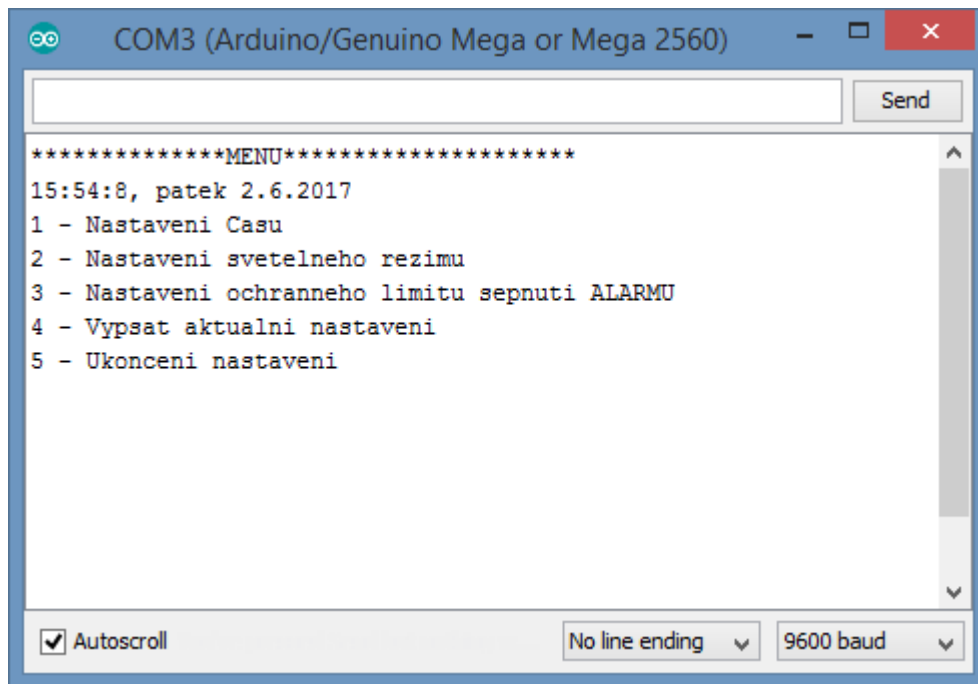 COM3 (Arduino/Genuino Mega or Mega 2560)
Send
**************MENU*********************
15:54:8, patek 2.6.2017
1 - Nastaveni Casu
2 - Nastaveni svetelneho rezimu
3 - Nastaveni ochranneho limitu sepnuti ALARMU
4 - Vypsat aktualni nastaveni
5 - Ukonceni nastaveni
Autoscroll
No line ending
9600 baud